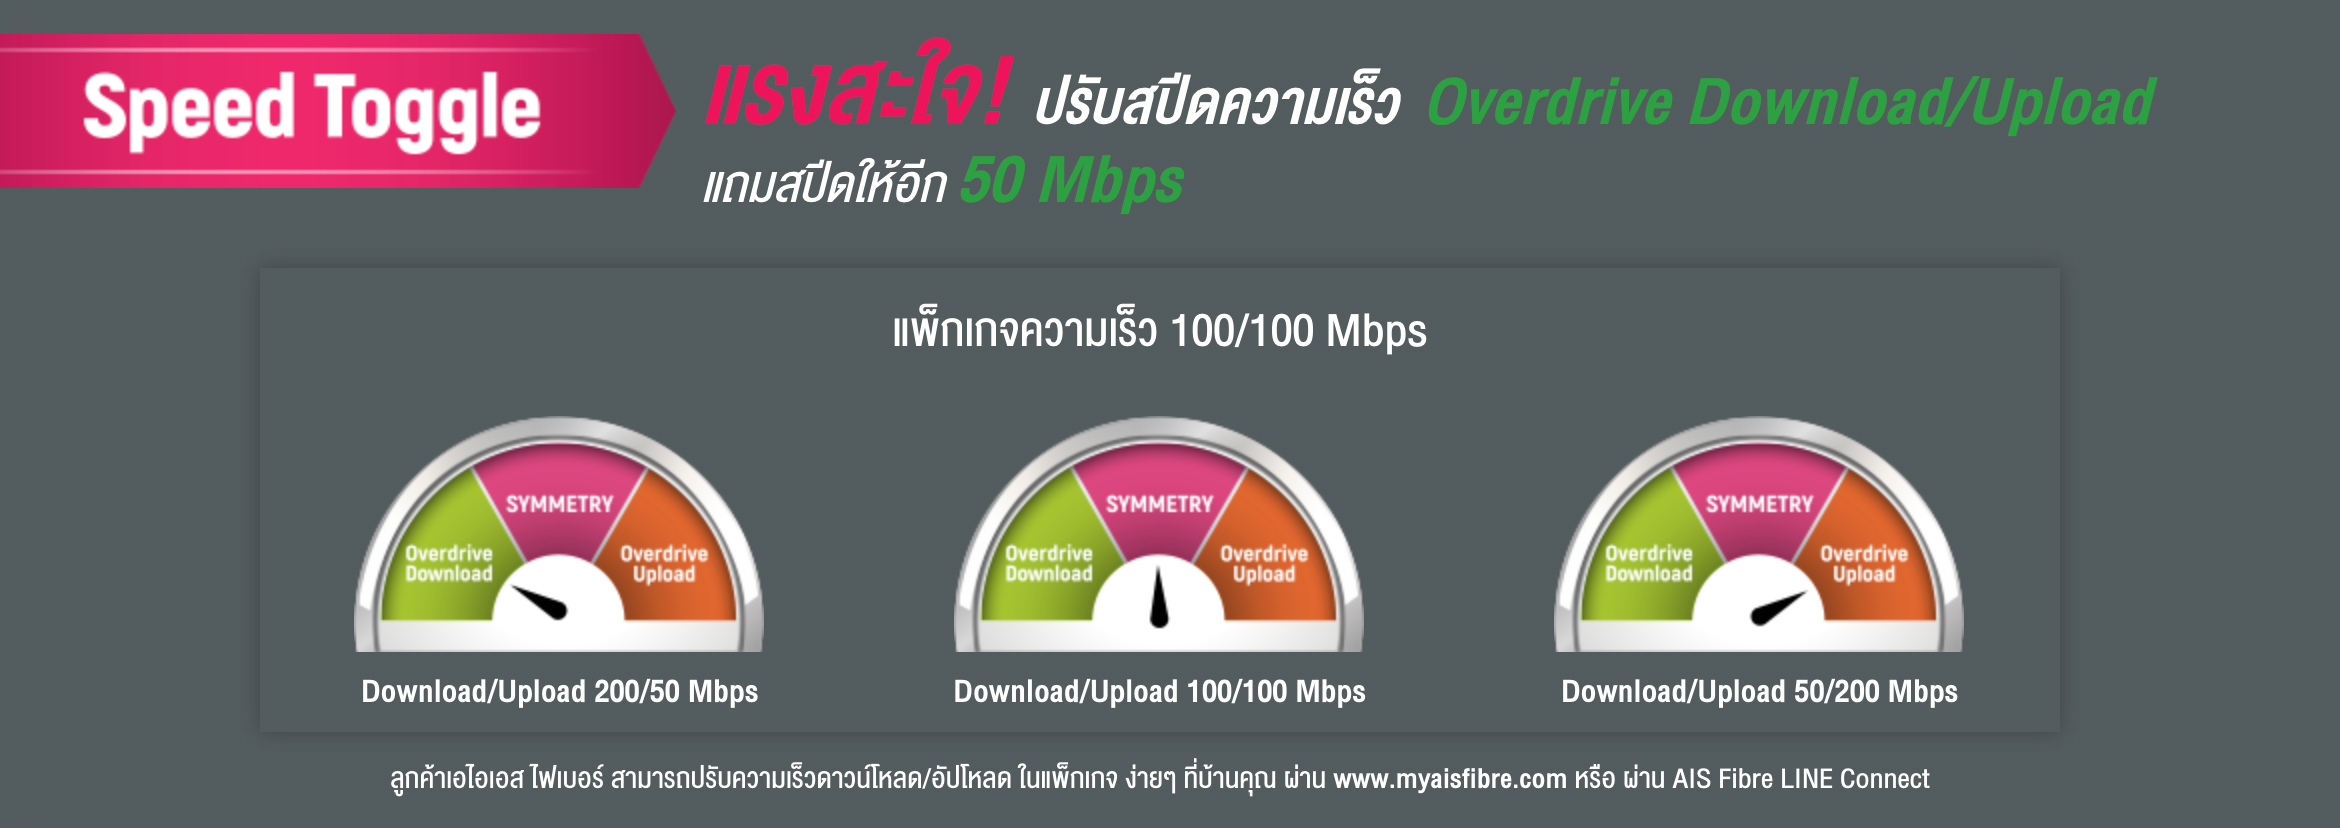 Speed Toggle
แรงสะใจ! ปรับสปีดความเร็ว Overdrive Download/Upload
แถมสปีดให้อีก 50 Mbps
แพ็กเกจความเร็ว 100/100 Mbps
SYMMETRY
Overdrive
Download
Overdrive
Upload
Download/Upload 200/50 Mbps
SYMMETRY
Overdrive
Download
Overdrive
Upload
Download/Upload 100/100 Mbps
SYMMETRY
Overdrive
Download
Overdrive
Upload
Download/Upload 50/200 Mbps
ลูกค้าเอไอเอส ไฟเบอร์ สามารถปรับความเร็วดาวน์โหลด/อัปโหลด ในแพ็กเกจ ง่ายๆ ที่บ้านคุณ ผ่าน www.myaisfibre.com หรือ ผ่าน AIS Fibre LINE Connect